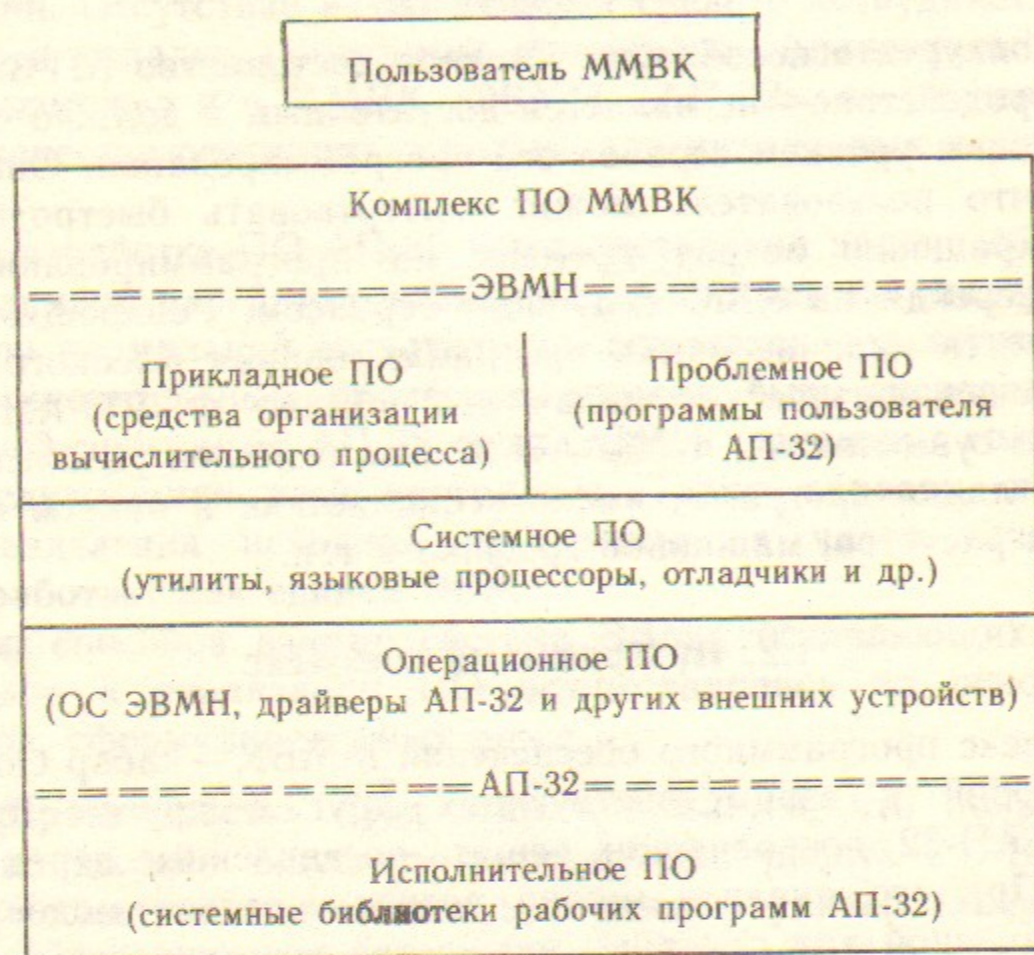 Пользователь ММВК
Комплекс ПО ММВК
==========ЭВМН==========
Прикладное ПО
(средства организации
вычислительного процесса)
Проблемное ПО
(программы пользователя
АП-32)
Системное ПО
(утилиты, языковые процессоры, отладчики и др.)
Операционное ПО
(ОС ЭВМН, драйверы АП-32 и других внешних устройств)
==========АП-32==========
Исполнительное ПО
(системные библиотеки рабочих программ АП-32)